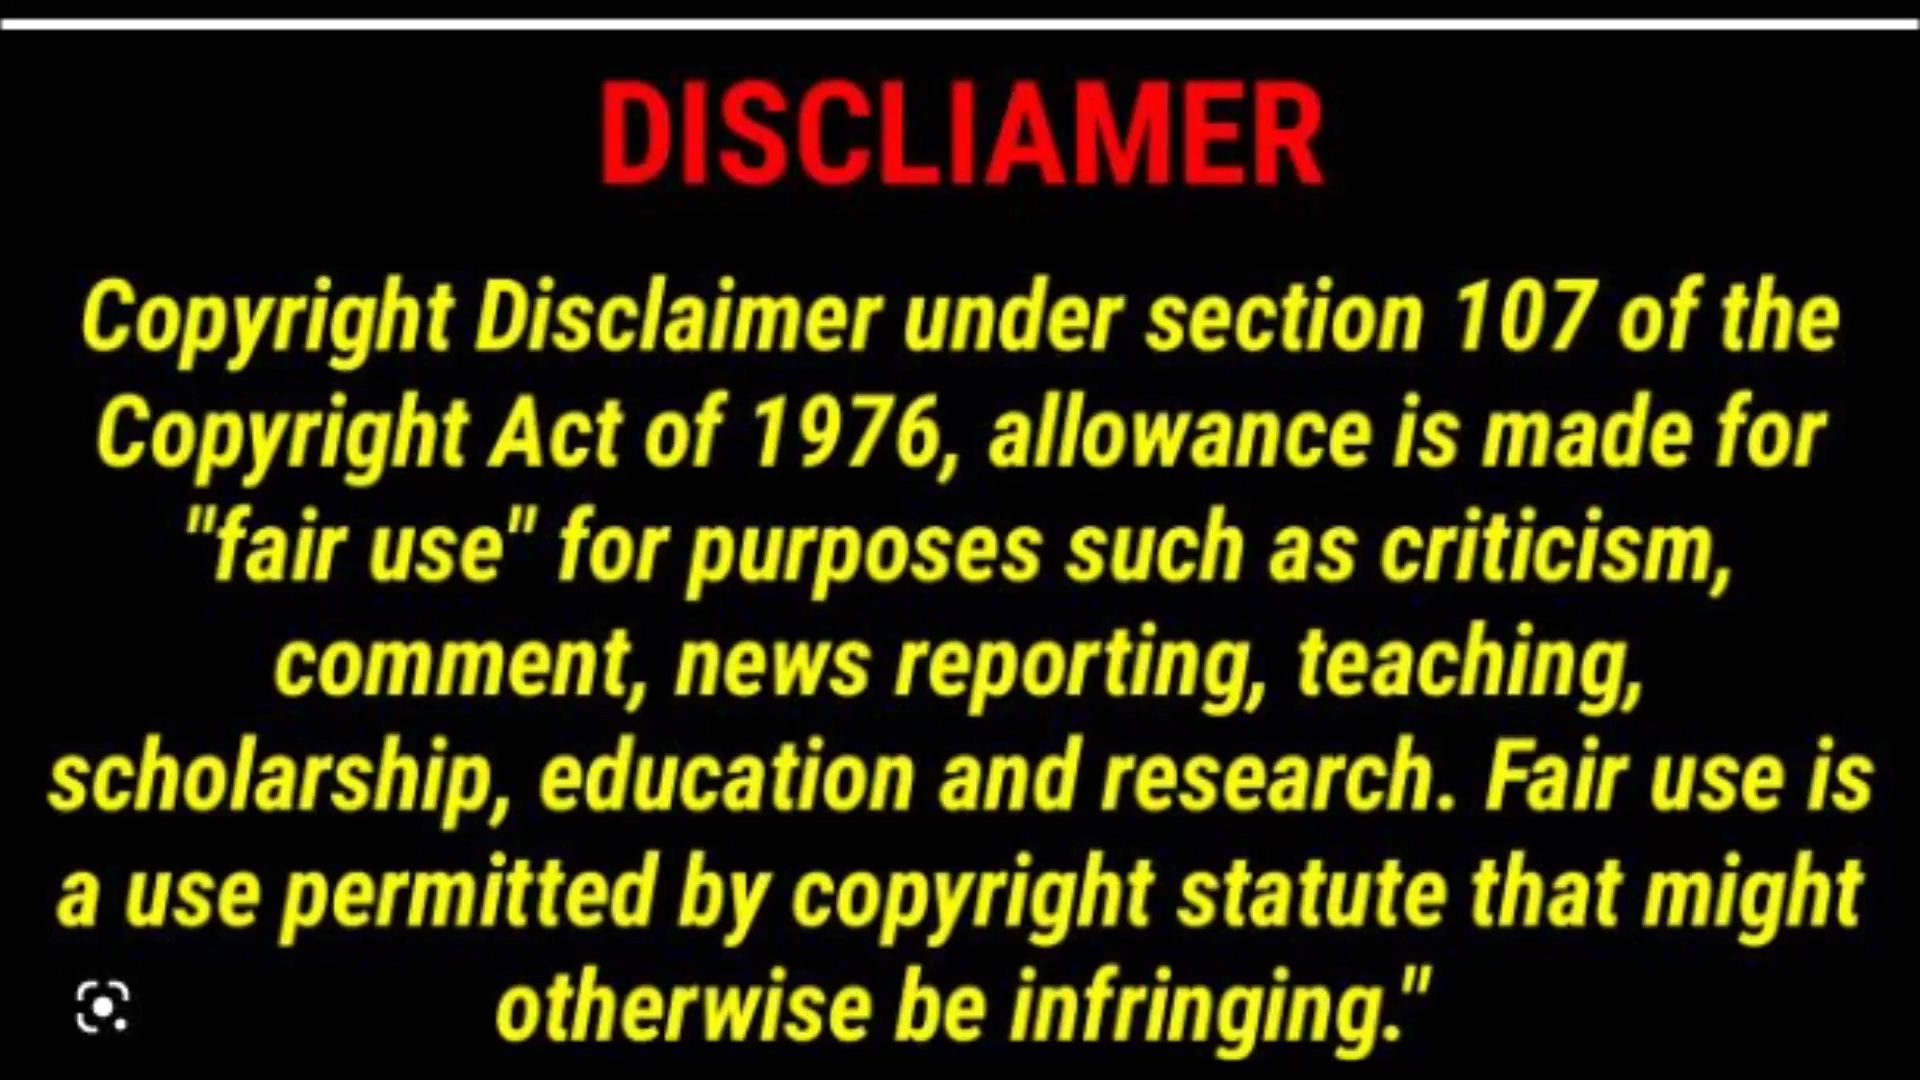 DISCLIAMER
Copyright Disclaimer under section 107 of the
Copyright Act of 1976, allowance is made for
"fair use" for purposes such as criticism,
comment, news reporting, teaching,
scholarship, education and research. Fair use is
a use permitted by copyright statute that might
otherwise be infringing."